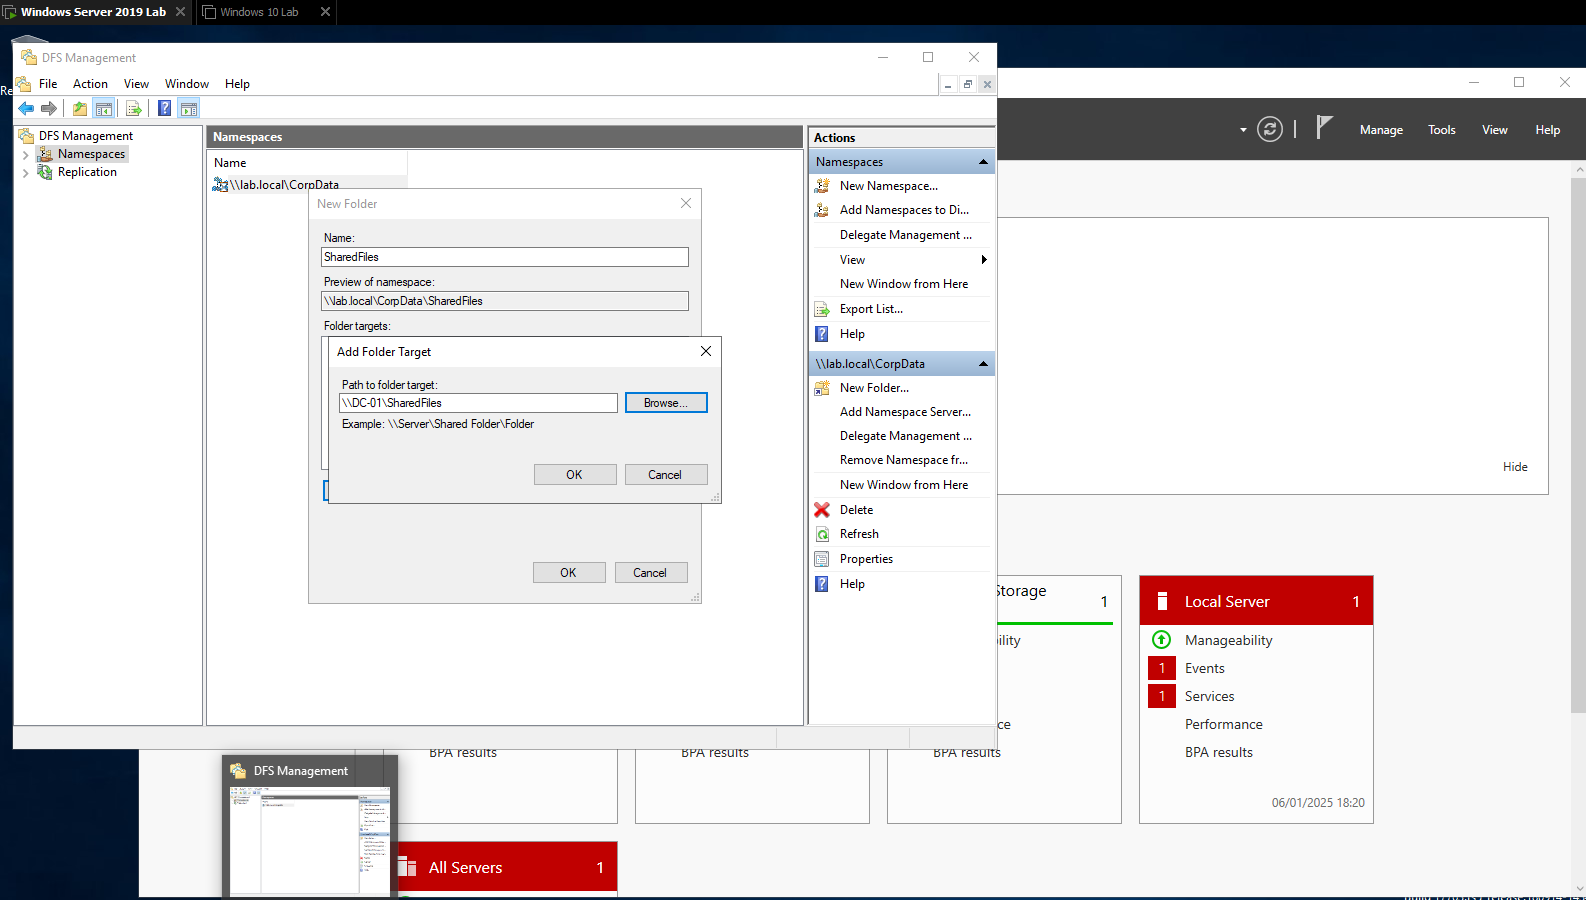 Windows Server 2019 Lab
Windows 10 Lab
DFS Management
File Action View Window Help
Re
Manage Tools View Help
DFS Management
Namespaces
Replication
Namespaces
Name
\\lab.local\CorpData
New Folder
Name:
SharedFiles
Preview of namespace:
\\lab.local\CorpData\SharedFiles
Folder targets:
Add Folder Target
Path to folder target:
\\DC-01\SharedFiles
Browse...
Example: \\Server\Shared Folder\Folder
OK Cancel
OK Cancel
Actions
Namespaces
New Namespace...
Add Namespaces to Di...
Delegate Management ...
View
New Window from Here
Export List...
Help
\\lab.local\CorpData
New Folder...
Add Namespace Server...
Delegate Management ...
Remove Namespace fr...
New Window from Here
Delete
Refresh
Properties
Help
Hide
Storage
1
ility
ce
BPA results
BPA results
BPA results
Local Server 1
Manageability
1 Events
1 Services
Performance
BPA results
06/01/2025 18:20
DFS Management
All Servers 1